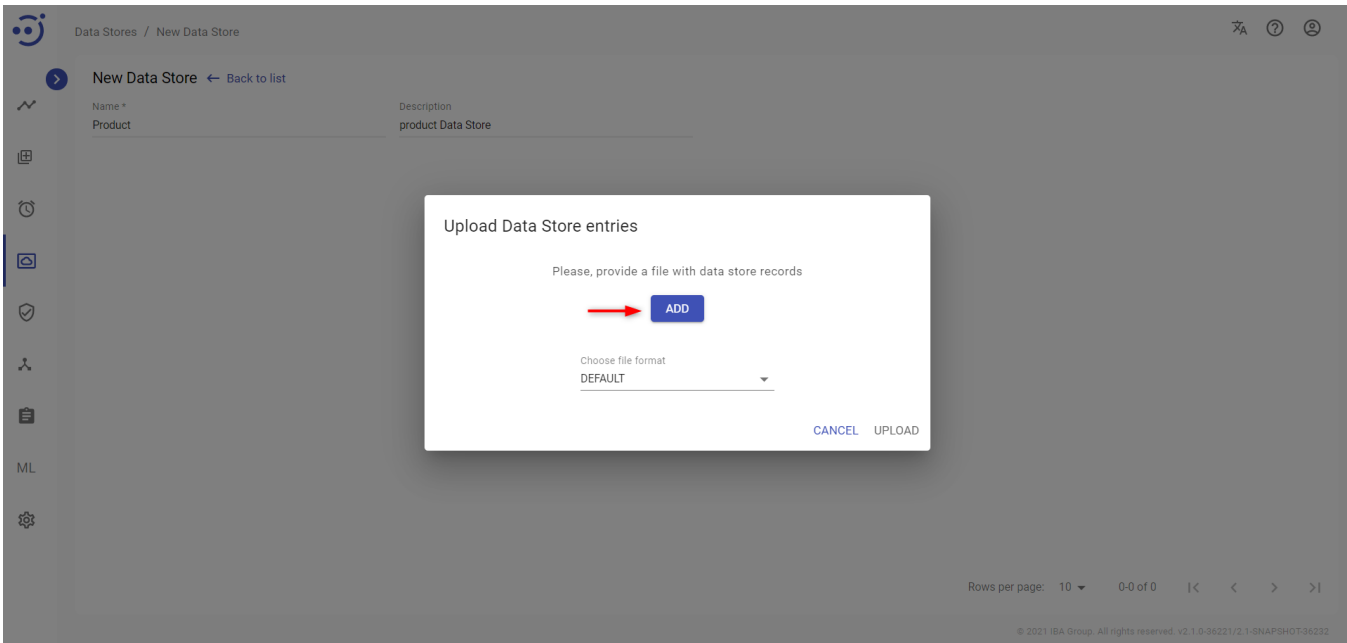 Data Stores / New Data Store
New Data Store ← Back to list
Name *
Product
Description
product Data Store
Upload Data Store entries
Please, provide a file with data store records
ADD
Choose file format
DEFAULT
CANCEL UPLOAD
ML
Rows per page: 10 0-0 of 0
© 2021 IBA Group. All rights reserved. v2.1.0-36221/2.1-SNAPSHOT-36232